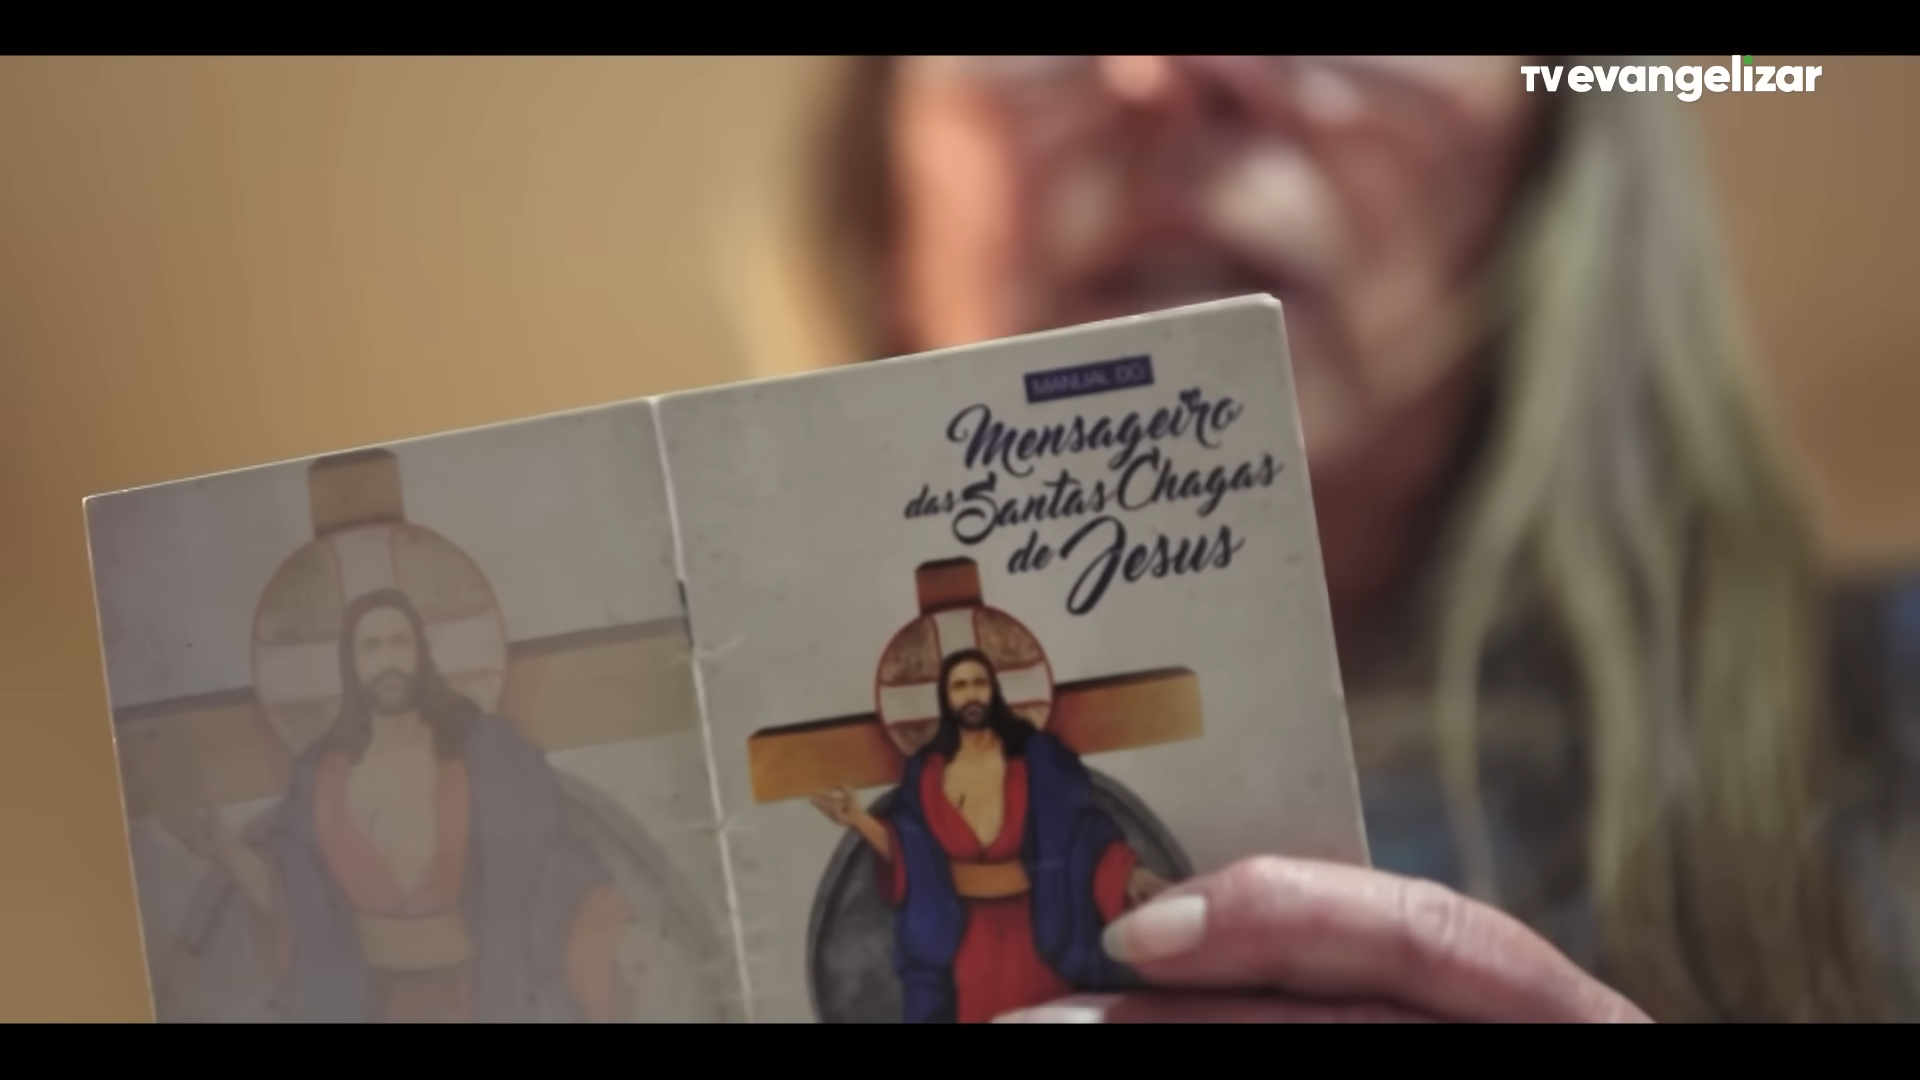 TV evangelizar
MANUAL DO
Mensageiro
das Santas Chagas
de Jesus